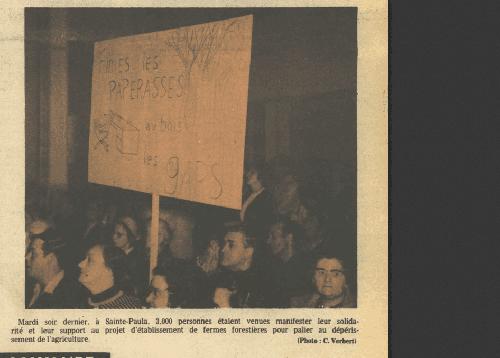 FINIES les
PAPERASSES
au bois
les gars
Mardi soir dernier, à Sainte-Paula, 3,000 personnes étaient venues manifester leur solida-
rité et leur support au projet d'établissement de fermes forestières pour palier au dépéris-
sement de l'agriculture.
(Photo : C. Verbert)